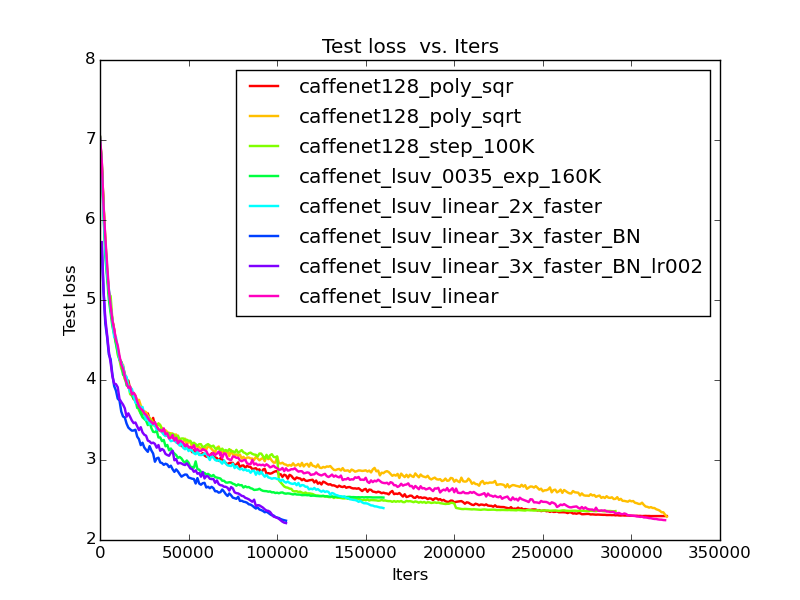 Test loss  vs. Iters
8
7
6
5
4
3
2
Test loss
caffenet128_poly_sqr
caffenet128_poly_sqrt
caffenet128_step_100K
caffenet_lsuv_0035_exp_160K
caffenet_lsuv_linear_2x_faster
caffenet_lsuv_linear_3x_faster_BN
caffenet_lsuv_linear_3x_faster_BN_lr002
caffenet_lsuv_linear
0 50000 100000 150000 200000 250000 300000 350000
Iters